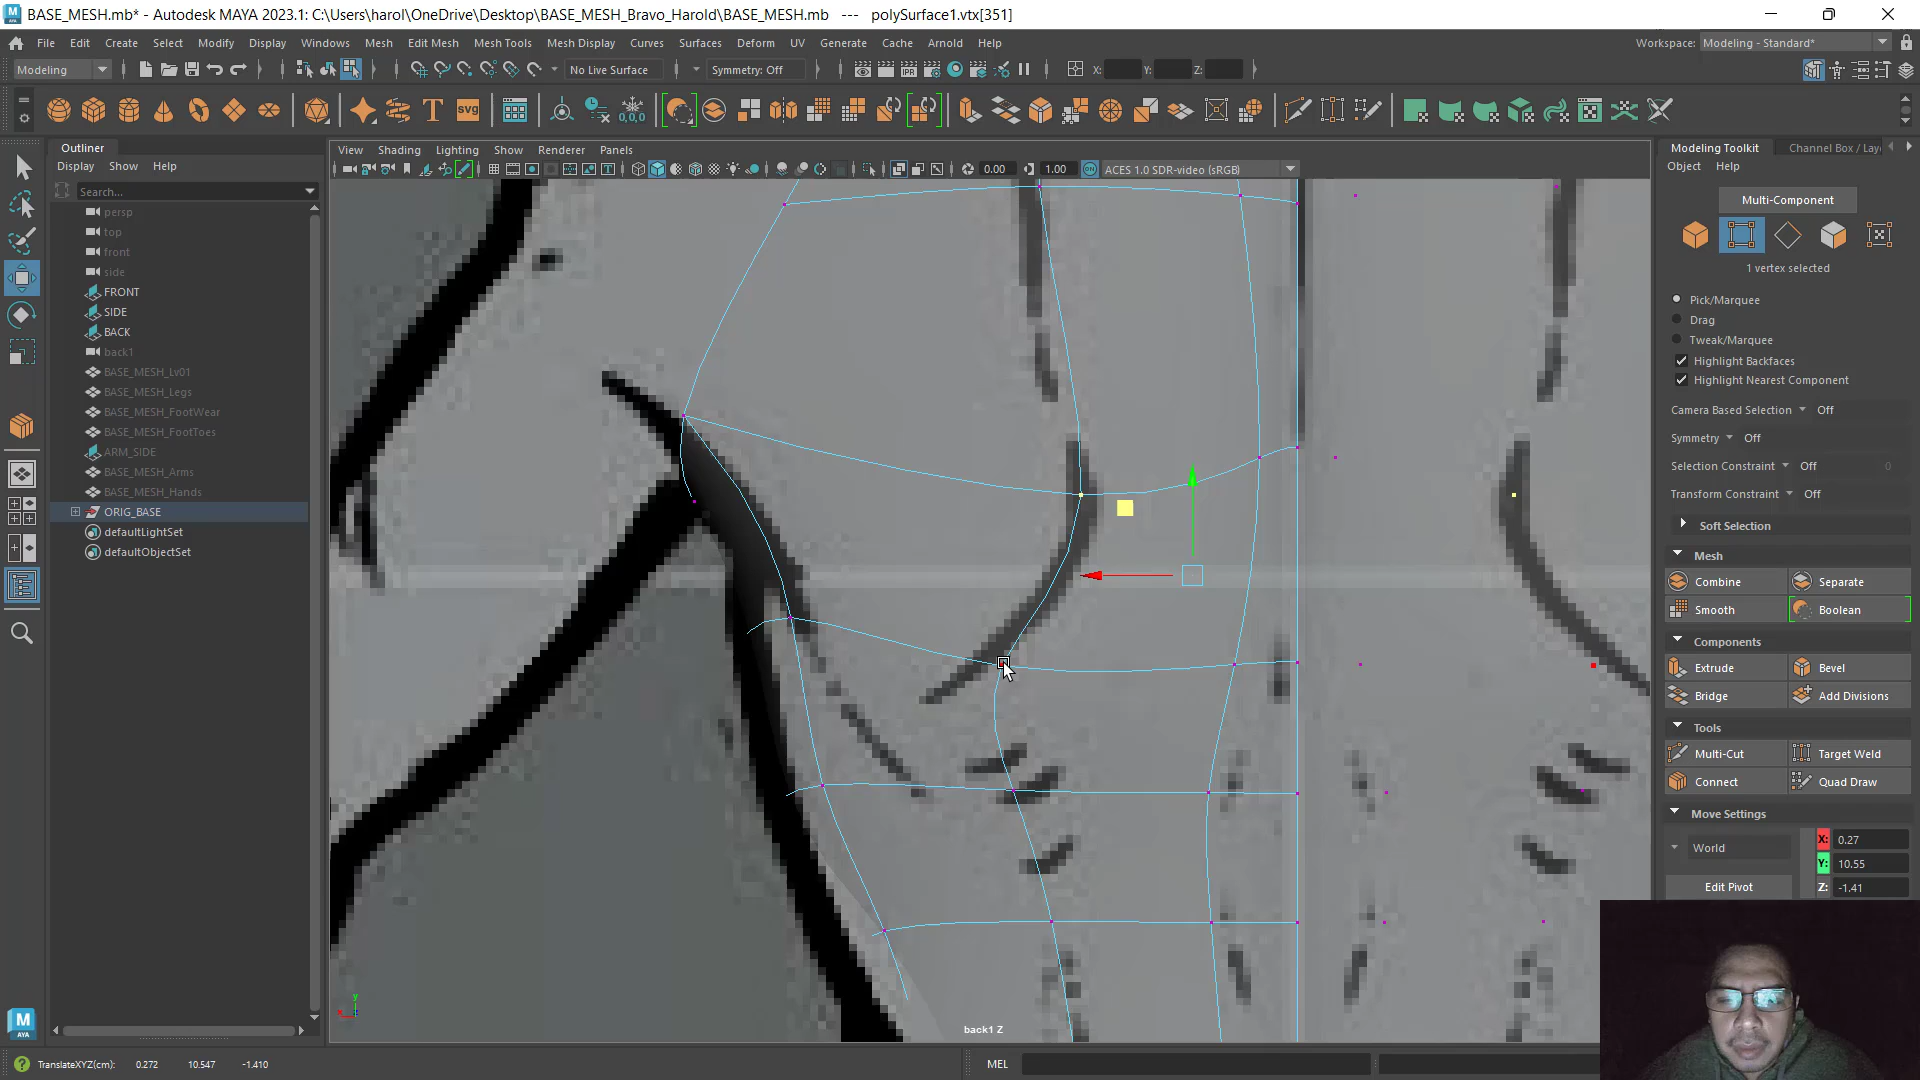 BASE_MESH.mb* - Autodesk MAYA 2023.1: C:\Users\harol\OneDrive\Desktop\BASE_MESH_Bravo_Harold\BASE_MESH.mb --- polySurface1.vtx[351]
File Edit Create Select Modify Display Windows Mesh Edit Mesh Mesh Tools Mesh Display Curves Surfaces Deform UV Generate Cache Arnold Help
Workspace: Modeling - Standard*
Modeling
No Live Surface
Symmetry: Off
X: Y: Z:
Outliner
Display Show Help
Search...
persp
top
front
side
FRONT
SIDE
BACK
back1
BASE_MESH_Lv01
BASE_MESH_Legs
BASE_MESH_FootWear
BASE_MESH_FootToes
ARM_SIDE
BASE_MESH_Arms
BASE_MESH_Hands
ORIG_BASE
defaultLightSet
defaultObjectSet
View Shading Lighting Show Renderer Panels
0.00 1.00 ACES 1.0 SDR-video (sRGB)
back1 Z
Modeling Toolkit Channel Box / Lay
Object Help
Multi-Component
1 vertex selected
Pick/Marquee
Drag
Tweak/Marquee
Highlight Backfaces
Highlight Nearest Component
Camera Based Selection Off
Symmetry Off
Selection Constraint Off 0
Transform Constraint Off
Soft Selection
Mesh
Combine Separate
Smooth Boolean
Components
Extrude Bevel
Bridge Add Divisions
Tools
Multi-Cut Target Weld
Connect Quad Draw
Move Settings
World
X: 0.27
Y: 10.55
Z: -1.41
Edit Pivot
TranslateXYZ(cm): 0.272 10.547 -1.410
MEL